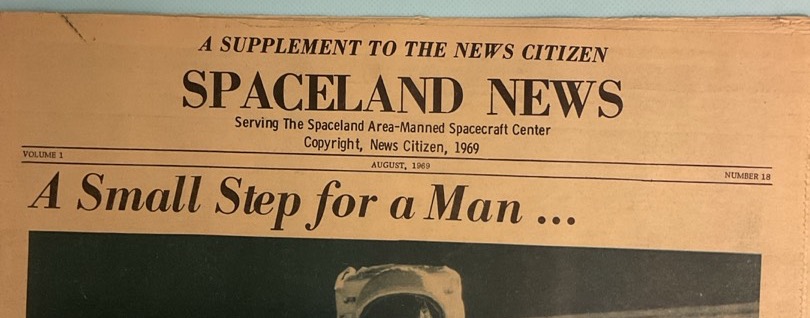 A SUPPLEMENT TO THE NEWS CITIZEN
SPACELAND NEWS
Serving The Spaceland Area-Manned Spacecraft Center
Copyright, News Citizen, 1969
VOLUME 1
AUGUST, 1969
NUMBER 18
A Small Step for a Man ...